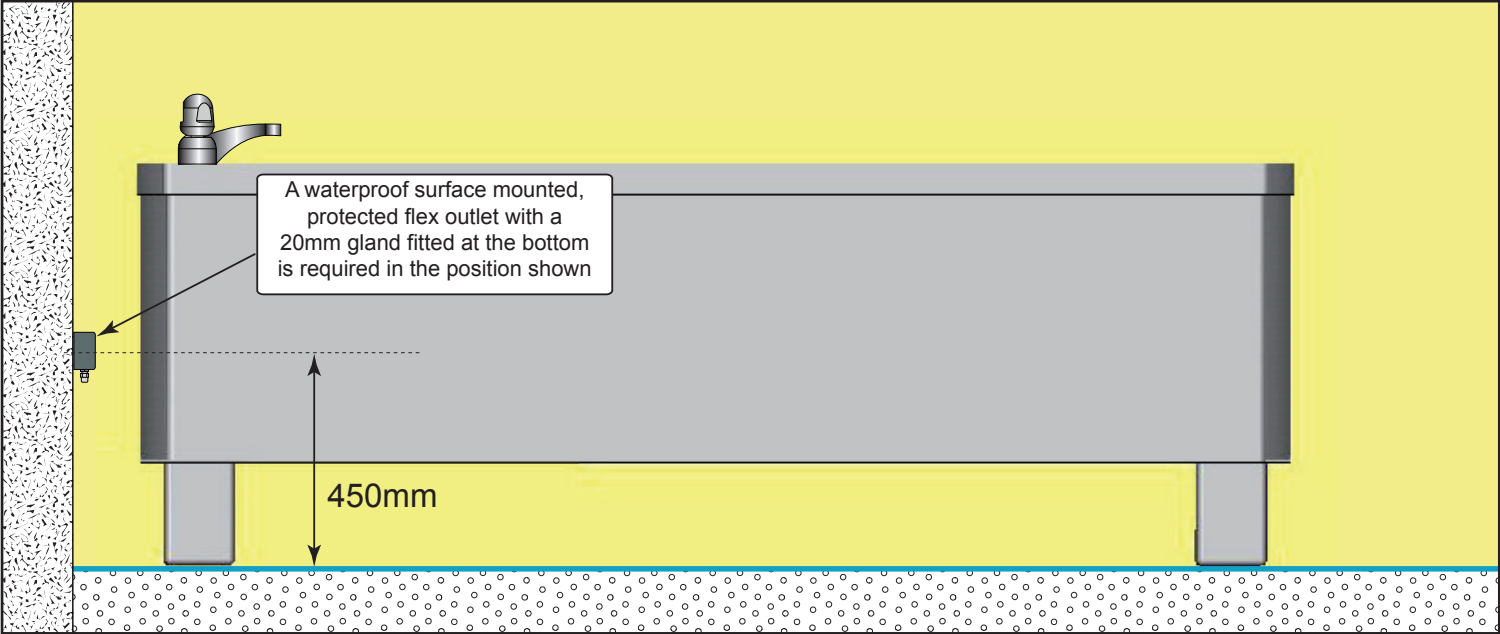 A waterproof surface mounted,
protected flex outlet with a
20mm gland fitted at the bottom
is required in the position shown
450mm